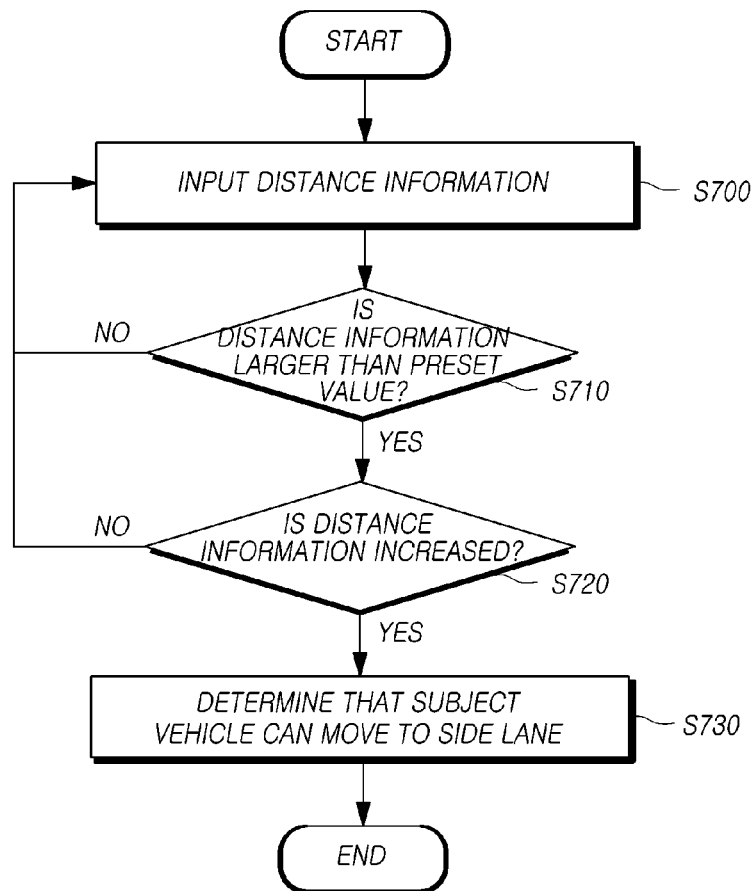 START
INPUT DISTANCE INFORMATION
S700
IS
DISTANCE INFORMATION
LARGER THAN PRESET
VALUE?
NO
S710
YES
IS DISTANCE
INFORMATION INCREASED?
NO
S720
YES
DETERMINE THAT SUBJECT
VEHICLE CAN MOVE TO SIDE LANE
S730
END